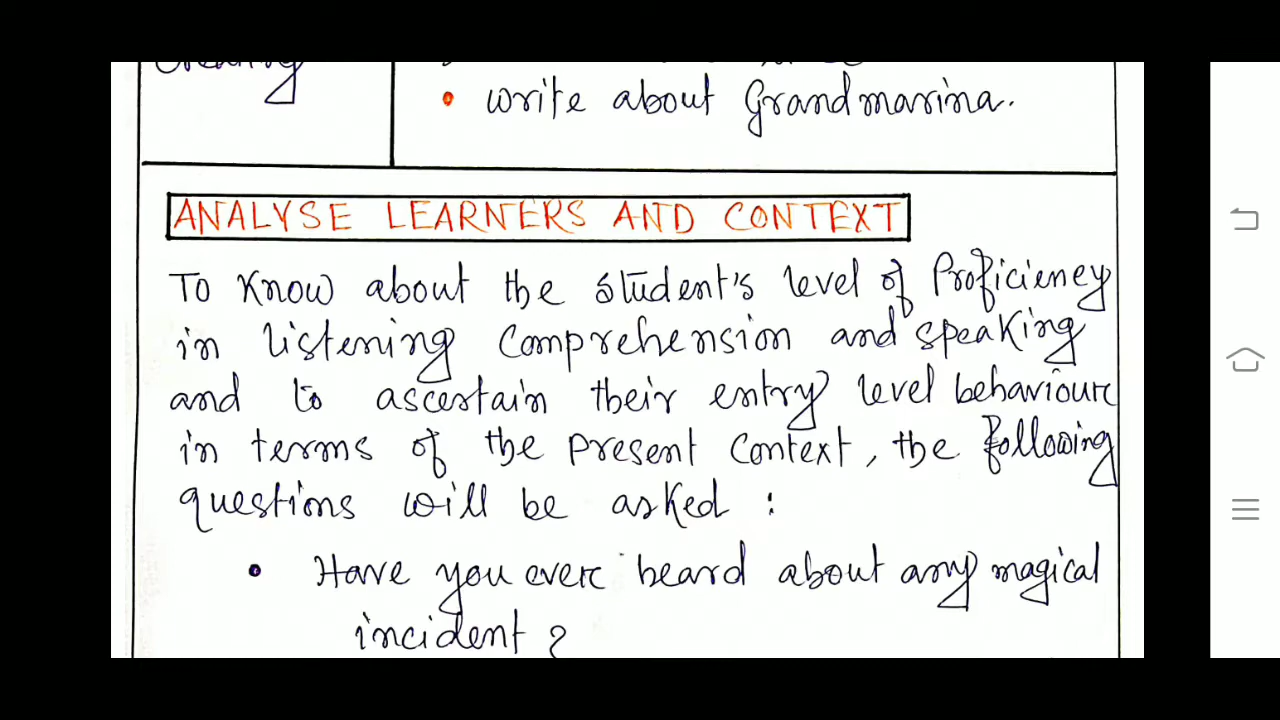 Creating
• write about Grandmarina.
ANALYSE LEARNERS AND CONTEXT
To Know about the student's level of Proficiency
in listening comprehension and speaking
and to ascertain their entry level behaviour
in terms of the present context, the following
questions will be asked :
• Have you ever heard about any magical
incident ?